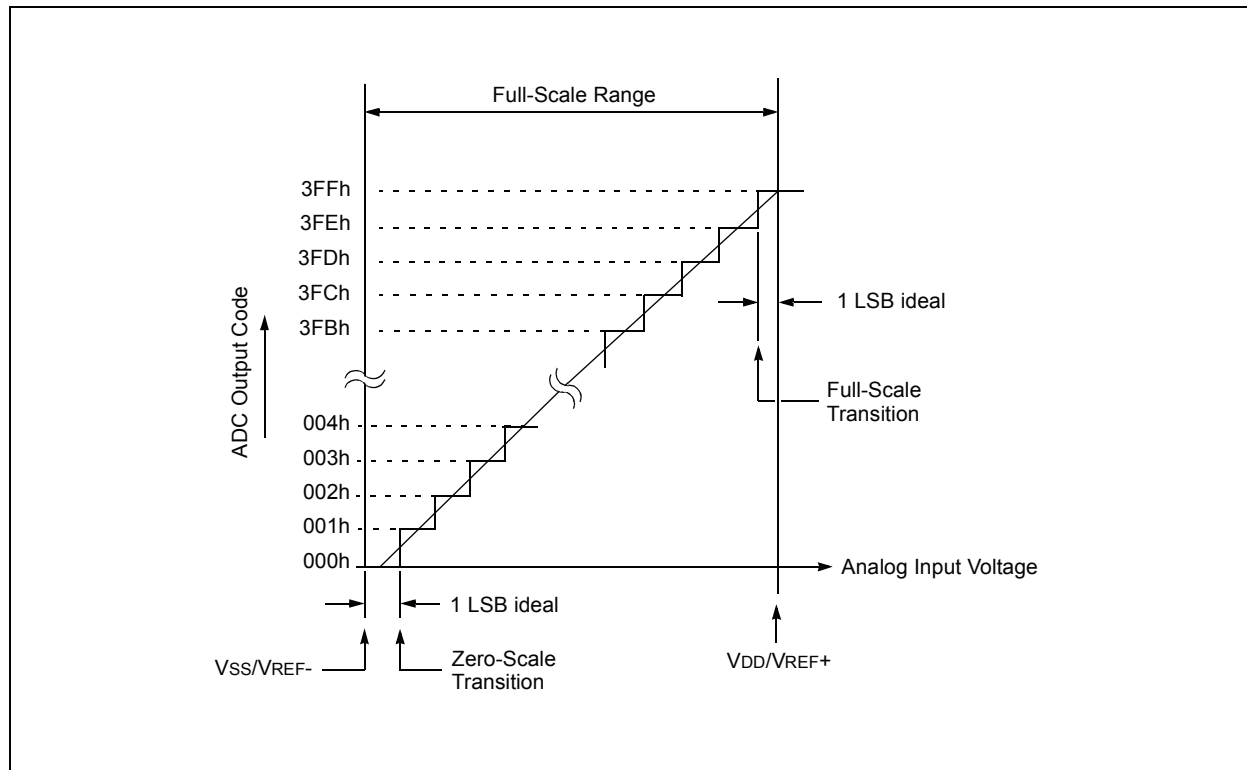 Full-Scale Range
3FFh
3FEh
3FDh
3FCh
3FBh
1 LSB ideal
ADC Output Code
Full-Scale
Transition
004h
003h
002h
001h
000h
Analog Input Voltage
1 LSB ideal
VSS/VREF-
Zero-Scale
Transition
VDD/VREF+